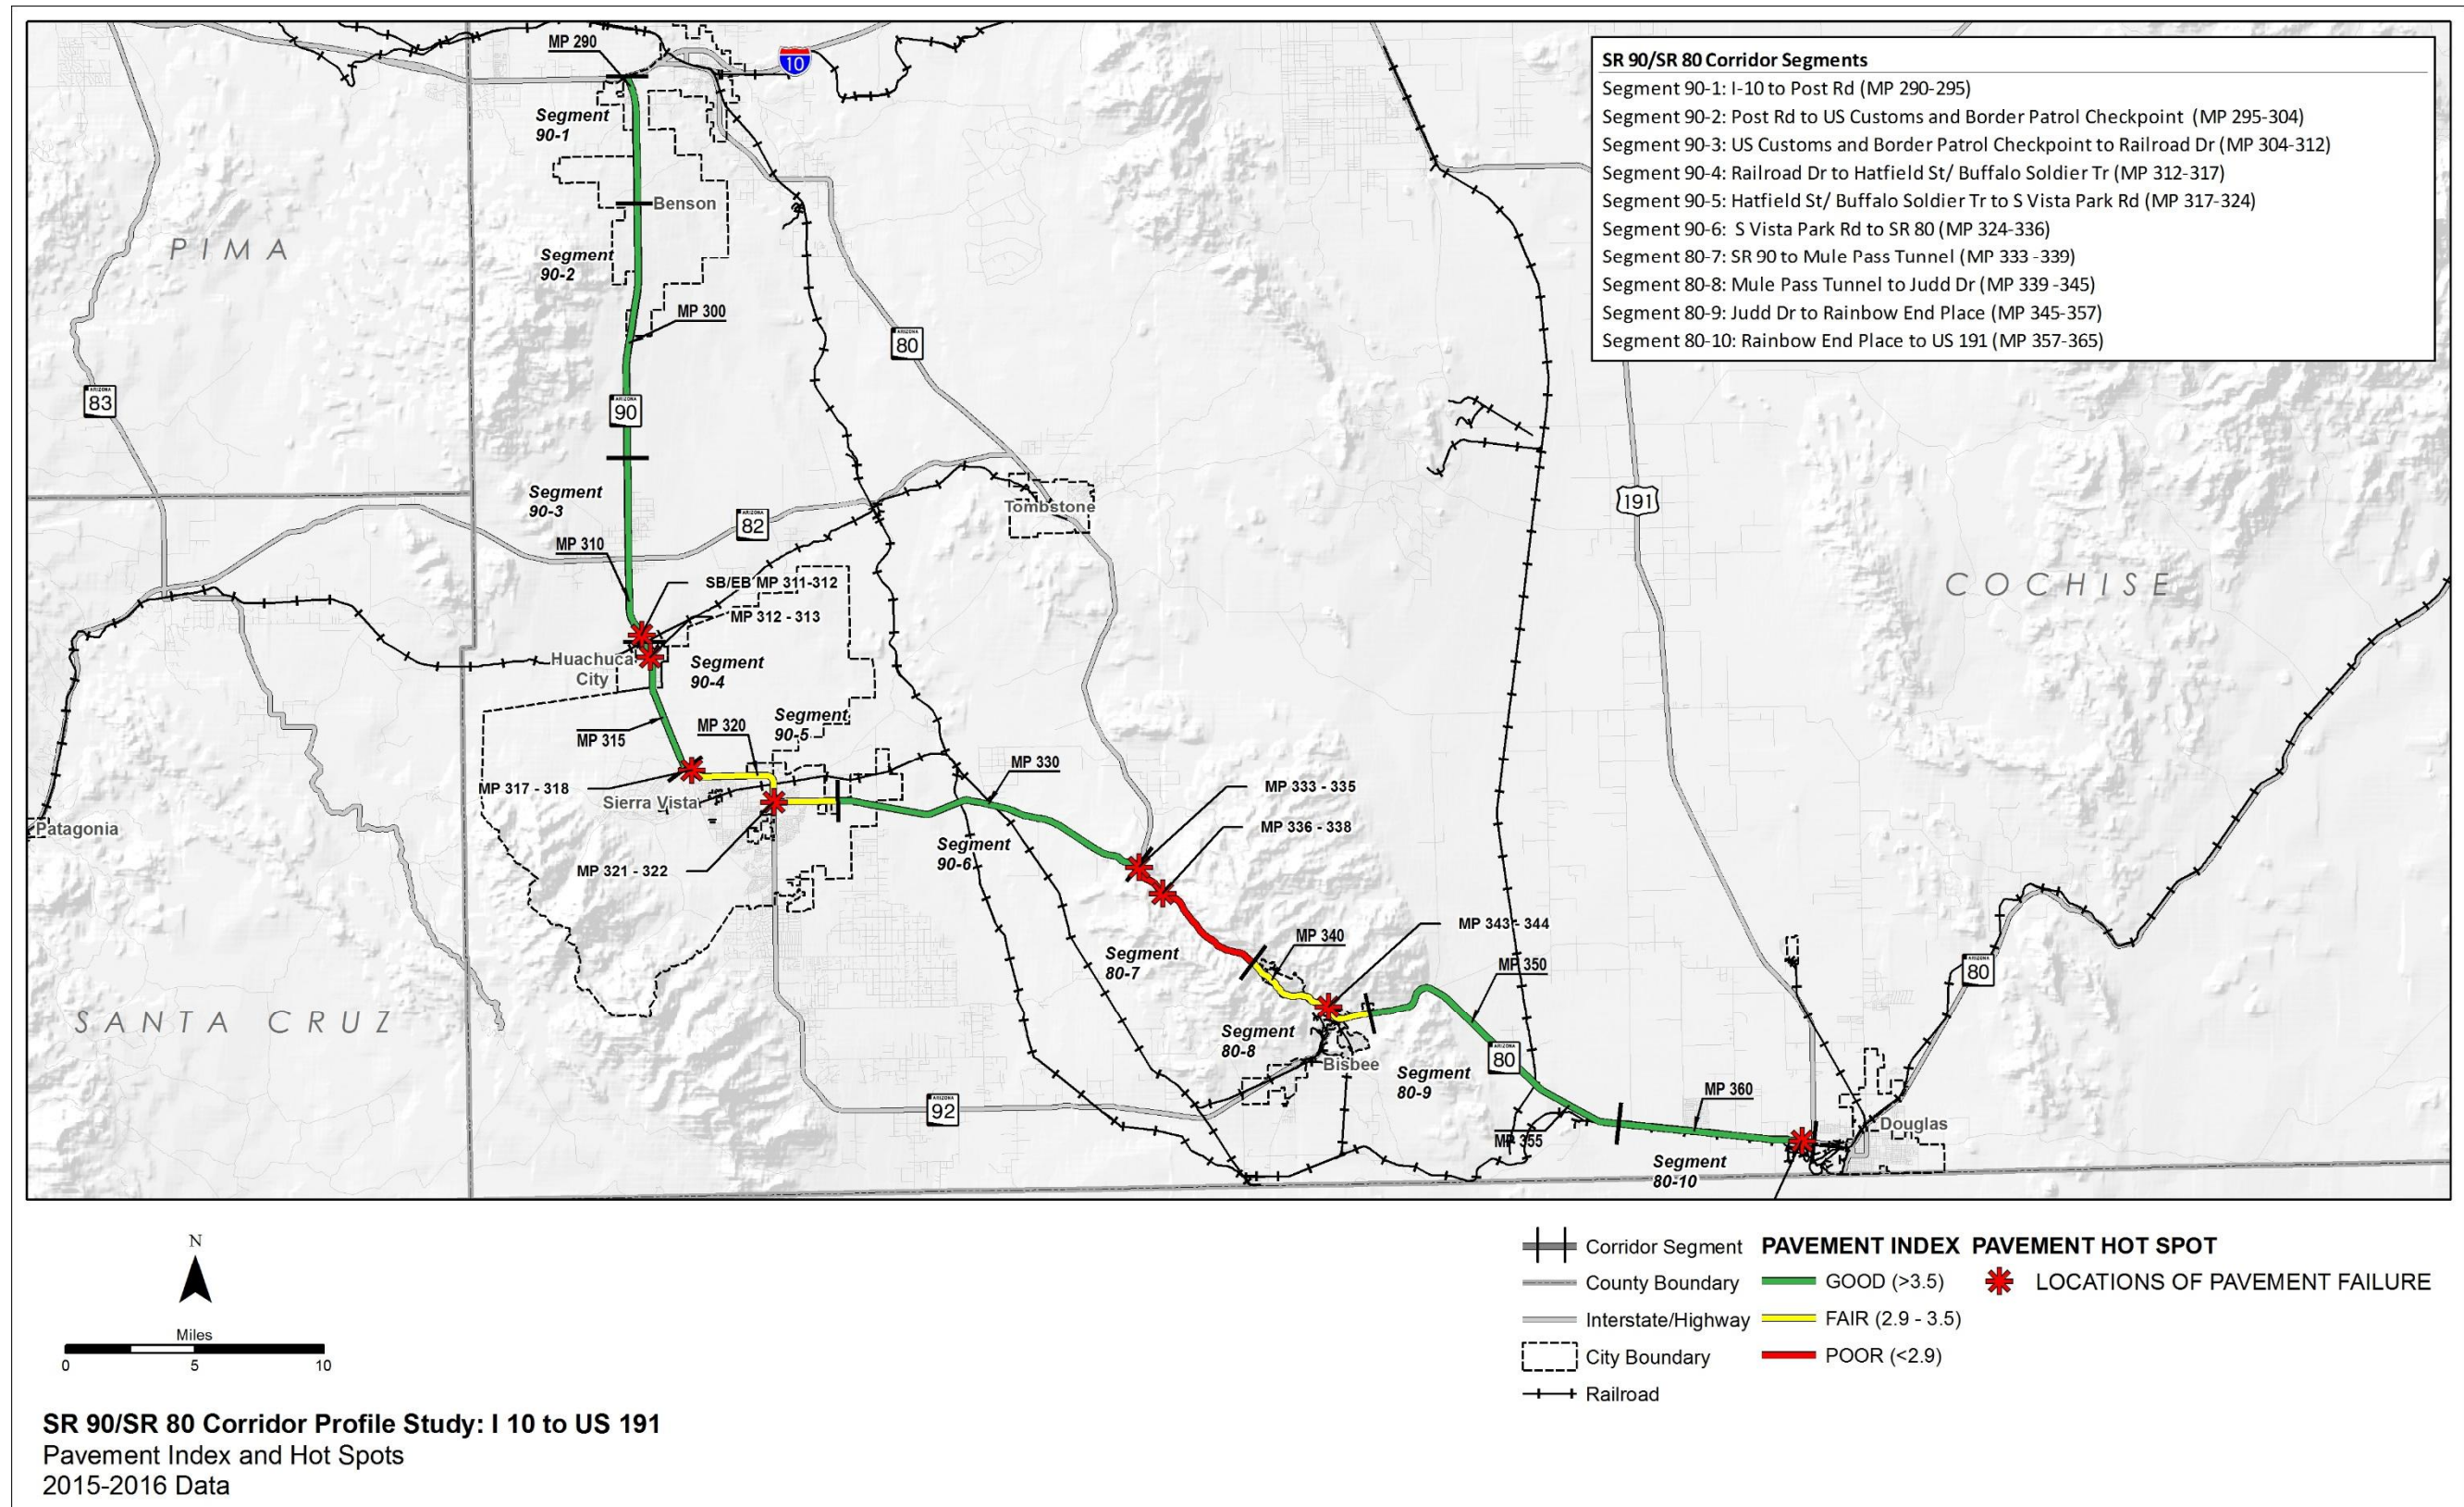 SR 90/SR 80 Corridor Segments
Segment 90-1: I-10 to Post Rd (MP 290-295)
Segment 90-2: Post Rd to US Customs and Border Patrol Checkpoint (MP 295-304)
Segment 90-3: US Customs and Border Patrol Checkpoint to Railroad Dr (MP 304-312)
Segment 90-4: Railroad Dr to Hatfield St/ Buffalo Soldier Tr (MP 312-317)
Segment 90-5: Hatfield St/ Buffalo Soldier Tr to S Vista Park Rd (MP 317-324)
Segment 90-6: S Vista Park Rd to SR 80 (MP 324-336)
Segment 80-7: SR 90 to Mule Pass Tunnel (MP 333 -339)
Segment 80-8: Mule Pass Tunnel to Judd Dr (MP 339 -345)
Segment 80-9: Judd Dr to Rainbow End Place (MP 345-357)
Segment 80-10: Rainbow End Place to US 191 (MP 357-365)
MP 290
10
Segment
90-1
Benson
PIMA
Segment
90-2
MP 300
ARIZONA
80
ARIZONA
83
ARIZONA
90
Segment
90-3
191
Tombstone
ARIZONA
82
MP 310
SB/EB MP 311-312
COCHISE
MP 312 - 313
Huachuca
City
Segment
90-4
Segment
90-5
MP 320
MP 315
MP 330
MP 317 - 318
Sierra Vista
MP 333 - 335
Patagonia
MP 336 - 338
Segment
90-6
MP 321 - 322
MP 343 - 344
MP 340
Segment
80-7
MP 350
ARIZONA
80
SANTA CRUZ
Segment
80-8
ARIZONA
80
Bisbee
Segment
80-9
MP 360
ARIZONA
92
Douglas
MP 355
Segment
80-10
N
Miles
0 5 10
Corridor Segment
County Boundary
Interstate/Highway
City Boundary
Railroad
PAVEMENT INDEX
GOOD (>3.5)
FAIR (2.9 - 3.5)
POOR (<2.9)
PAVEMENT HOT SPOT
LOCATIONS OF PAVEMENT FAILURE
SR 90/SR 80 Corridor Profile Study: I 10 to US 191
Pavement Index and Hot Spots
2015-2016 Data